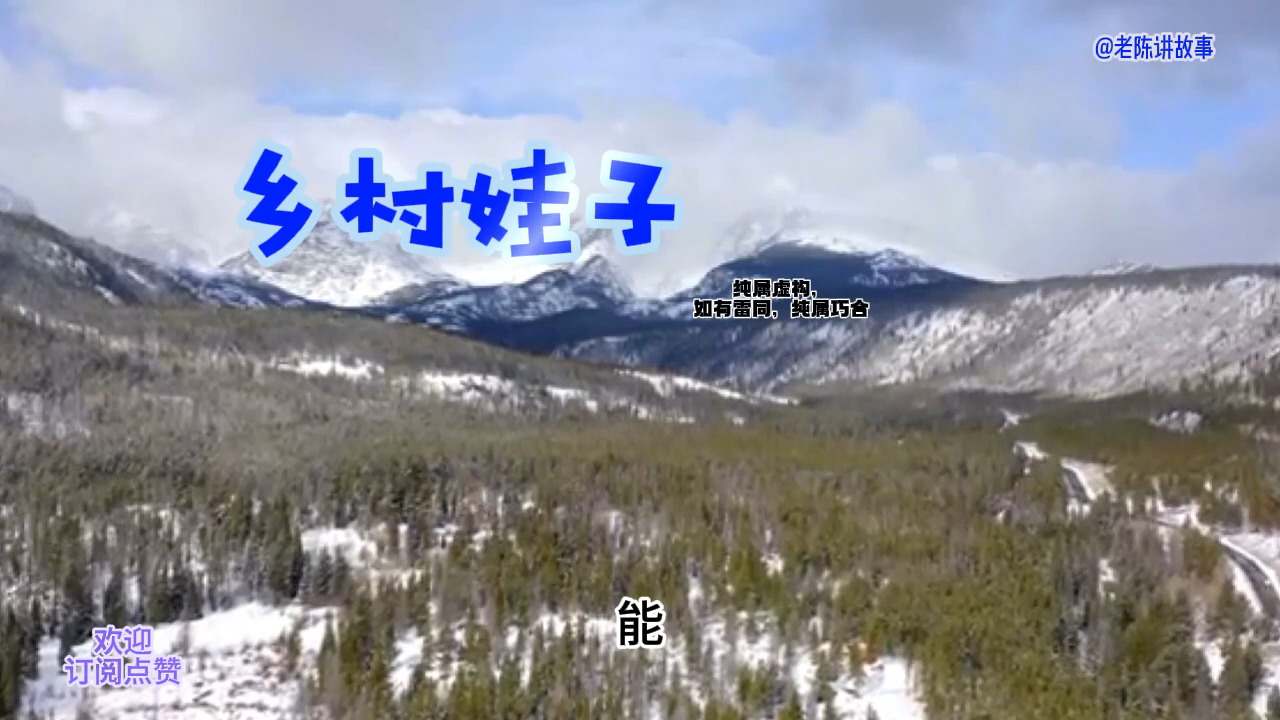 @老陈讲故事
乡村娃子
纯属虚构,
如有雷同，纯属巧合
能
欢迎
订阅点赞